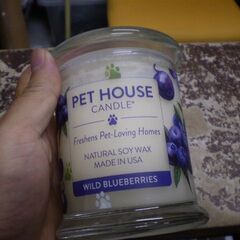 PET HOUSE
CANDLE®
Freshens Pet-Loving Homes
NATURAL SOY WAX
MADE IN USA
WILD BLUEBERRIES